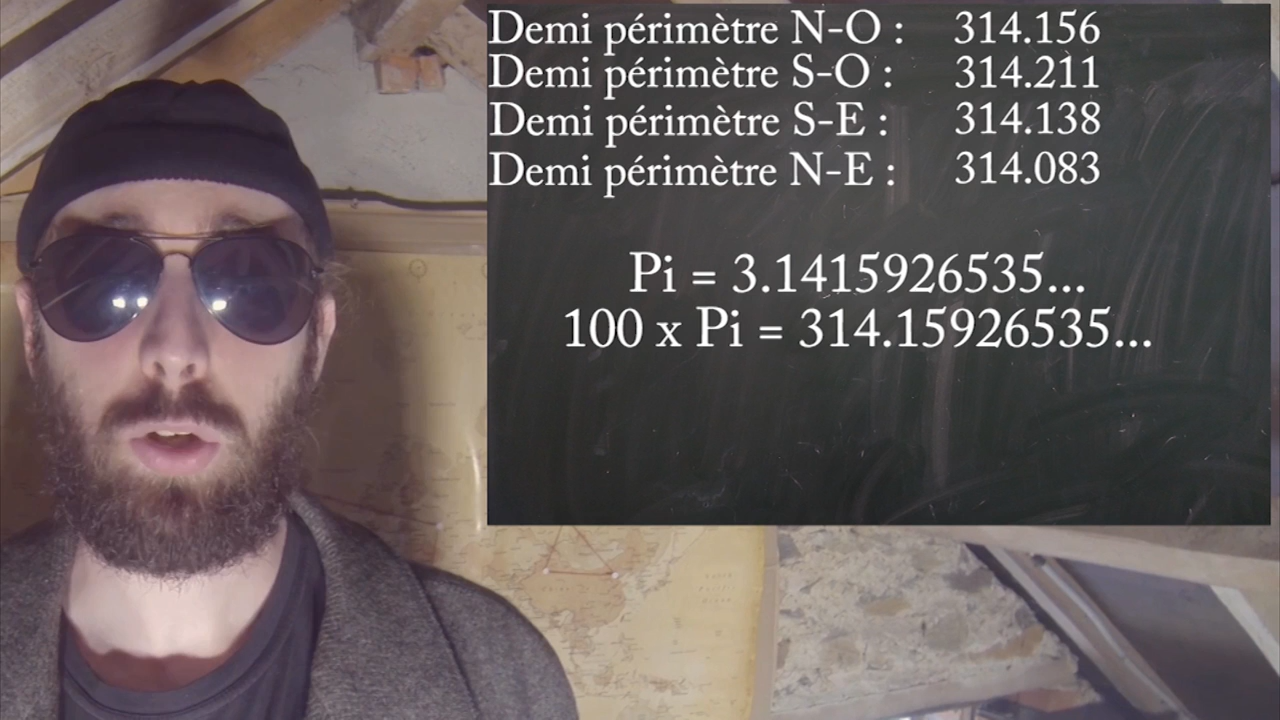 Demi périmètre N-O : 314.156
Demi périmètre S-O : 314.211
Demi périmètre S-E : 314.138
Demi périmètre N-E : 314.083
Pi = 3.1415926535...
100 x Pi = 314.15926535...